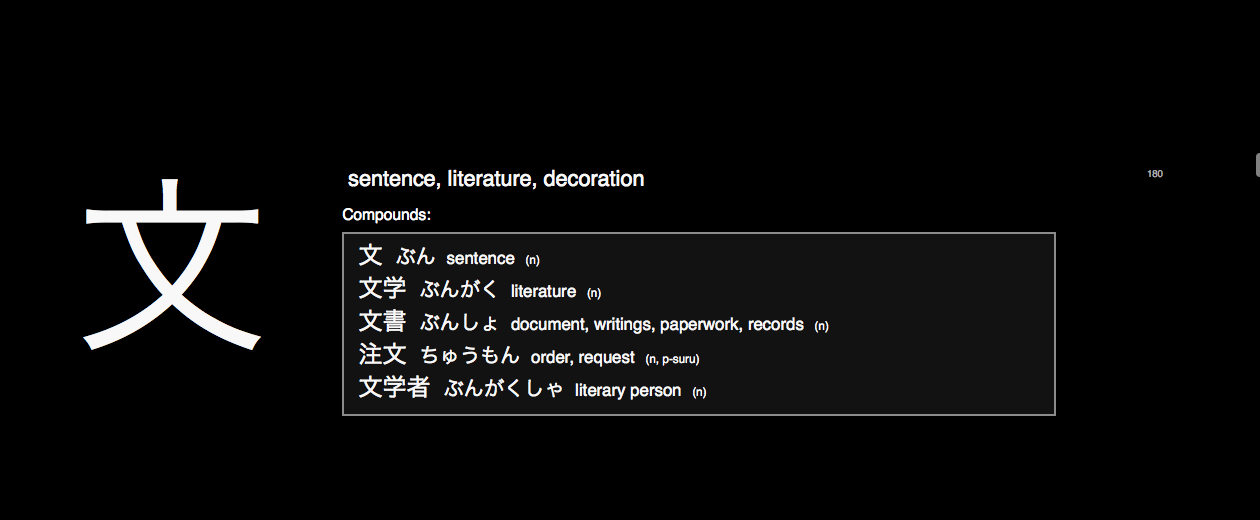 文
sentence, literature, decoration
180
Compounds:
文 ぶん sentence (n)
文学 ぶんがく literature (n)
文書 ぶんしょ document, writings, paperwork, records (n)
注文 ちゅうもん order, request (n, p-suru)
文学者 ぶんがくしゃ literary person (n)